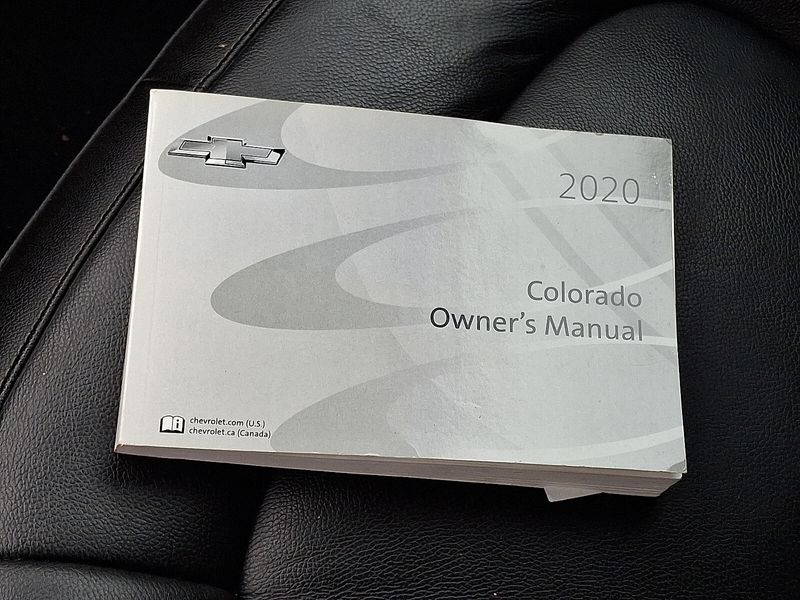 2020
Colorado
Owner's Manual
chevrolet.com (U.S.)
chevrolet.ca (Canada)